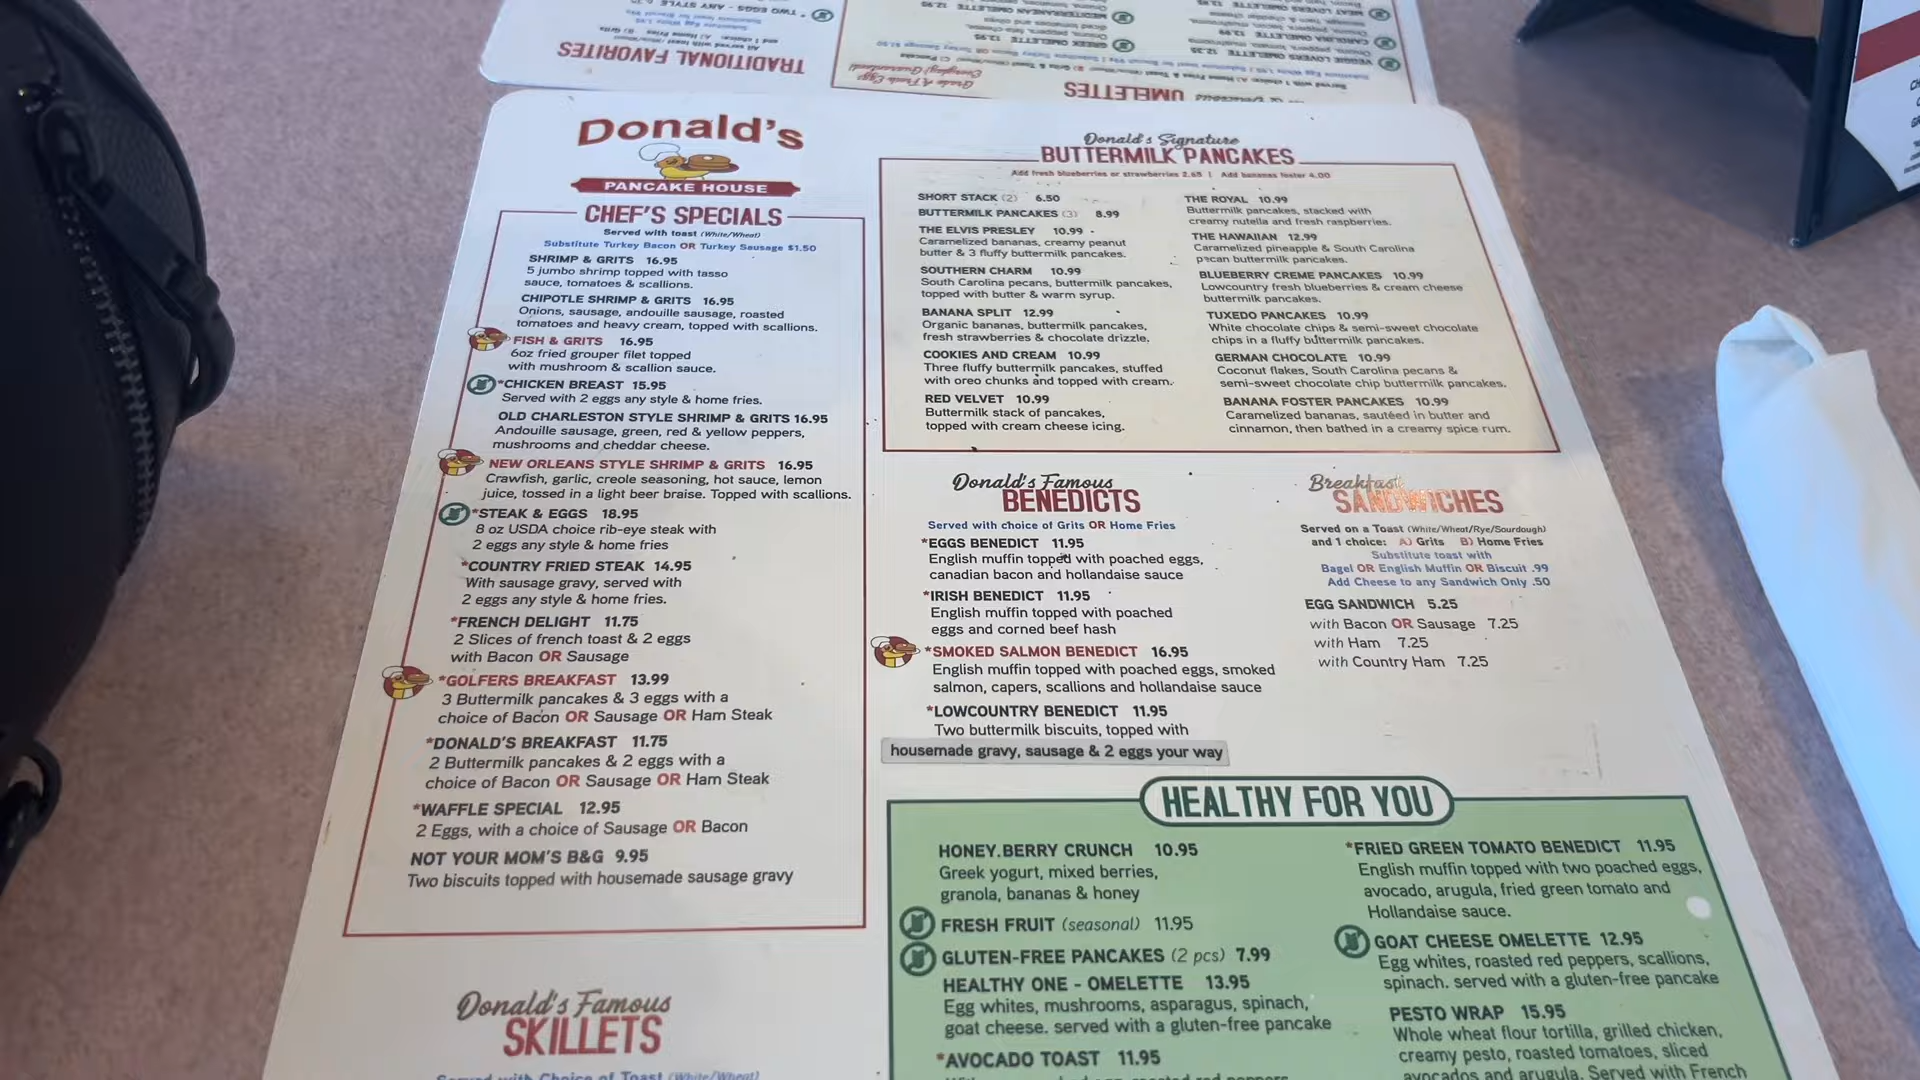 TRADITIONAL FAVORITES
OMELETTES
Donald's
PANCAKE HOUSE
CHEF'S SPECIALS
Served with toast (White/Wheat)
Substitute Turkey Bacon OR Turkey Sausage $1.50
SHRIMP & GRITS 16.95
5 jumbo shrimp topped with tasso
sauce, tomatoes & scallions.
CHIPOTLE SHRIMP & GRITS 16.95
Onions, sausage, andouille sausage, roasted
tomatoes and heavy cream, topped with scallions.
FISH & GRITS 16.95
6oz fried grouper filet topped
with mushroom & scallion sauce.
*CHICKEN BREAST 15.95
Served with 2 eggs any style & home fries.
OLD CHARLESTON STYLE SHRIMP & GRITS 16.95
Andouille sausage, green, red & yellow peppers,
mushrooms and cheddar cheese.
NEW ORLEANS STYLE SHRIMP & GRITS 16.95
Crawfish, garlic, creole seasoning, hot sauce, lemon
juice, tossed in a light beer braise. Topped with scallions.
*STEAK & EGGS 18.95
8 oz USDA choice rib-eye steak with
2 eggs any style & home fries
*COUNTRY FRIED STEAK 14.95
With sausage gravy, served with
2 eggs any style & home fries.
*FRENCH DELIGHT 11.75
2 Slices of french toast & 2 eggs
with Bacon OR Sausage
*GOLFERS BREAKFAST 13.99
3 Buttermilk pancakes & 3 eggs with a
choice of Bacon OR Sausage OR Ham Steak
*DONALD'S BREAKFAST 11.75
2 Buttermilk pancakes & 2 eggs with a
choice of Bacon OR Sausage OR Ham Steak
*WAFFLE SPECIAL 12.95
2 Eggs, with a choice of Sausage OR Bacon
NOT YOUR MOM'S B&G 9.95
Two biscuits topped with housemade sausage gravy
Donald's Famous
SKILLETS
Served with Choice of Toast (White/Wheat)
Donald's Signature
BUTTERMILK PANCAKES
Add fresh blueberries or strawberries 2.65 | Add bananas foster 4.00
SHORT STACK (2) 6.50
BUTTERMILK PANCAKES (3) 8.99
THE ELVIS PRESLEY 10.99
Caramelized bananas, creamy peanut
butter & 3 fluffy buttermilk pancakes.
SOUTHERN CHARM 10.99
South Carolina pecans, buttermilk pancakes,
topped with butter & warm syrup.
BANANA SPLIT 12.99
Organic bananas, buttermilk pancakes,
fresh strawberries & chocolate drizzle.
COOKIES AND CREAM 10.99
Three fluffy buttermilk pancakes, stuffed
with oreo chunks and topped with cream.
RED VELVET 10.99
Buttermilk stack of pancakes,
topped with cream cheese icing.
THE ROYAL 10.99
Buttermilk pancakes, stacked with
creamy nutella and fresh raspberries.
THE HAWAIIAN 12.99
Caramelized pineapple & South Carolina
pecan buttermilk pancakes.
BLUEBERRY CREME PANCAKES 10.99
Lowcountry fresh blueberries & cream cheese
buttermilk pancakes.
TUXEDO PANCAKES 10.99
White chocolate chips & semi-sweet chocolate
chips in a fluffy buttermilk pancakes.
GERMAN CHOCOLATE 10.99
Coconut flakes, South Carolina pecans &
semi-sweet chocolate chip buttermilk pancakes.
BANANA FOSTER PANCAKES 10.99
Caramelized bananas, sautéed in butter and
cinnamon, then bathed in a creamy spice rum.
Donald's Famous
BENEDICTS
Served with choice of Grits OR Home Fries
*EGGS BENEDICT 11.95
English muffin topped with poached eggs,
canadian bacon and hollandaise sauce
*IRISH BENEDICT 11.95
English muffin topped with poached
eggs and corned beef hash
*SMOKED SALMON BENEDICT 16.95
English muffin topped with poached eggs, smoked
salmon, capers, scallions and hollandaise sauce
*LOWCOUNTRY BENEDICT 11.95
Two buttermilk biscuits, topped with
housemade gravy, sausage & 2 eggs your way
Breakfast
SANDWICHES
Served on a Toast (White/Wheat/Rye/Sourdough)
and 1 choice: A) Grits B) Home Fries
Substitute toast with
Bagel OR English Muffin OR Biscuit .99
Add Cheese to any Sandwich Only .50
EGG SANDWICH 5.25
with Bacon OR Sausage 7.25
with Ham 7.25
with Country Ham 7.25
HEALTHY FOR YOU
HONEY.BERRY CRUNCH 10.95
Greek yogurt, mixed berries,
granola, bananas & honey
FRESH FRUIT (seasonal) 11.95
GLUTEN-FREE PANCAKES (2 pcs) 7.99
HEALTHY ONE - OMELETTE 13.95
Egg whites, mushrooms, asparagus, spinach,
goat cheese. served with a gluten-free pancake
*AVOCADO TOAST 11.95
*FRIED GREEN TOMATO BENEDICT 11.95
English muffin topped with two poached eggs,
avocado, arugula, fried green tomato and
Hollandaise sauce.
GOAT CHEESE OMELETTE 12.95
Egg whites, roasted red peppers, scallions,
spinach. served with a gluten-free pancake
PESTO WRAP 15.95
Whole wheat flour tortilla, grilled chicken,
creamy pesto, roasted tomatoes, sliced
avocados and arugula. Served with French